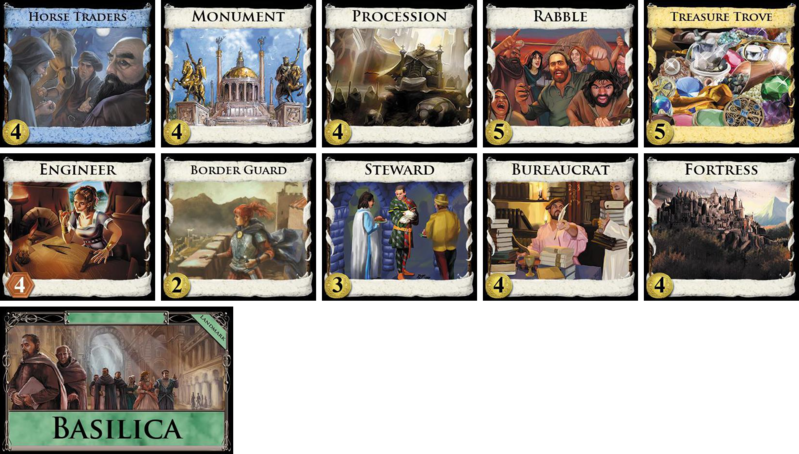 Horse Traders
Monument
Procession
Rabble
Treasure Trove
4
4
4
5
5
Engineer
Border Guard
Steward
Bureaucrat
Fortress
4
2
3
4
4
Landmark
Basilica